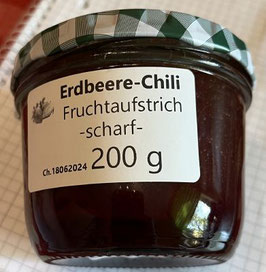 Erdbeere-Chili
Fruchtaufstrich
-scharf-
Ch.18062024 200 g